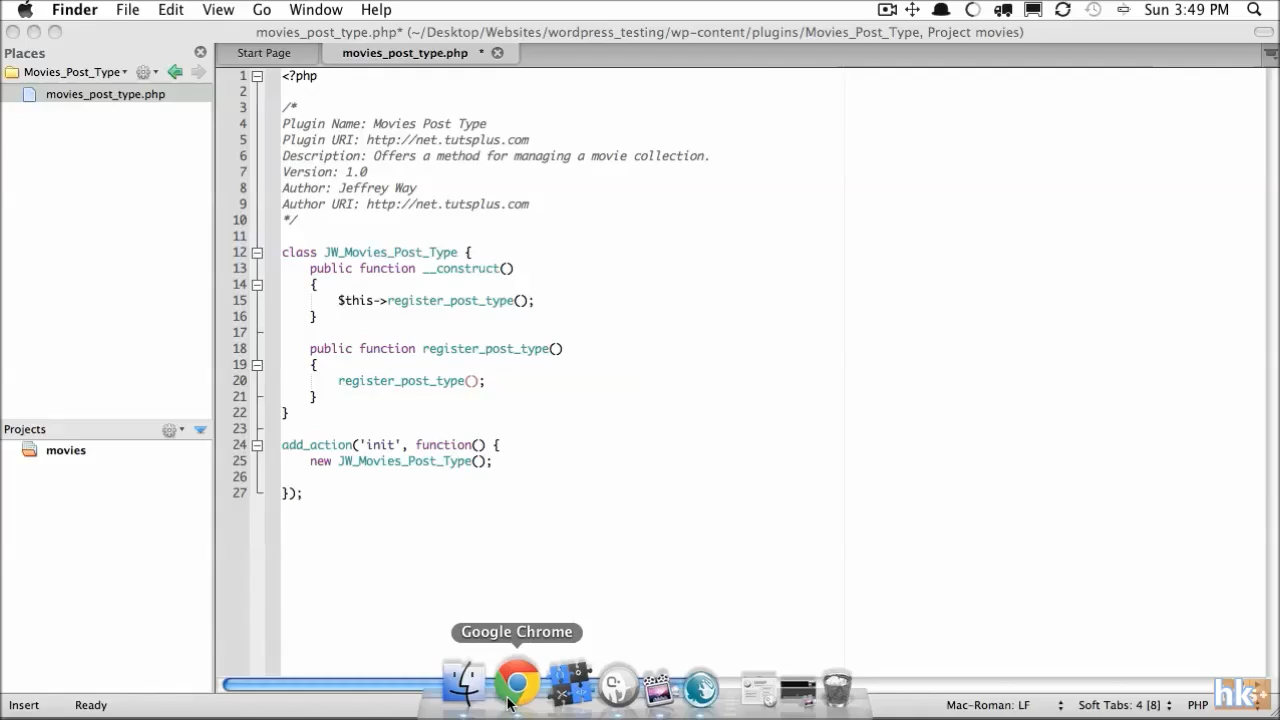 Finder File Edit View Go Window Help Sun 3:49 PM
movies_post_type.php* (~/Desktop/Websites/wordpress_testing/wp-content/plugins/Movies_Post_Type, Project movies)
Places
Start Page
movies_post_type.php *
Movies_Post_Type
movies_post_type.php
Projects
movies
1 <?php
2
3 /*
4 Plugin Name: Movies Post Type
5 Plugin URI: http://net.tutsplus.com
6 Description: Offers a method for managing a movie collection.
7 Version: 1.0
8 Author: Jeffrey Way
9 Author URI: http://net.tutsplus.com
10 */
11
12 class JW_Movies_Post_Type {
13 public function __construct()
14 {
15 $this->register_post_type();
16 }
17
18 public function register_post_type()
19 {
20 register_post_type();
21 }
22 }
23
24 add_action('init', function() {
25 new JW_Movies_Post_Type();
26
27 });
Google Chrome
hk+
Insert Ready Mac-Roman: LF Soft Tabs: 4 [8] PHP